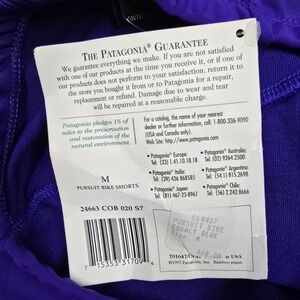 THE PATAGONIA® GUARANTEE
We guarantee everything we make. If you are not satisfied
with one of our products at the time you receive it, or if one of
our products does not perform to your satisfaction, return it to
the shop you bought it from or to Patagonia for a repair,
replacement or refund. Damage due to wear and tear
will be repaired at a reasonable charge.
Patagonia pledges 1% of
sales to the preservation
and restoration of the
natural environment.
For the name of your nearest
dealer or further information, call: 1-800-336-9090
(USA and Canada only).
Web Site: http://www.patagonia.com
Patagonia® Europe:
Tel: (33) 1.41.10.18.18
Patagonia® Italia:
Tel: (39) 436 868585
Patagonia® Japan:
Tel: (81) 467-23-8961
Patagonia® Australia:
Tel: (02) 9264.2500
Patagonia® Argentina:
Tel: (54.1) 815.2698
Patagonia® Chile:
Tel: (56) 2.242.8666
M
PURSUIT BIKE SHORTS
24663 COB 020 S7
7 15353 31709
564437
PURSUIT BIKE
COBALT BLUE
M
USA
Bamboo paper.